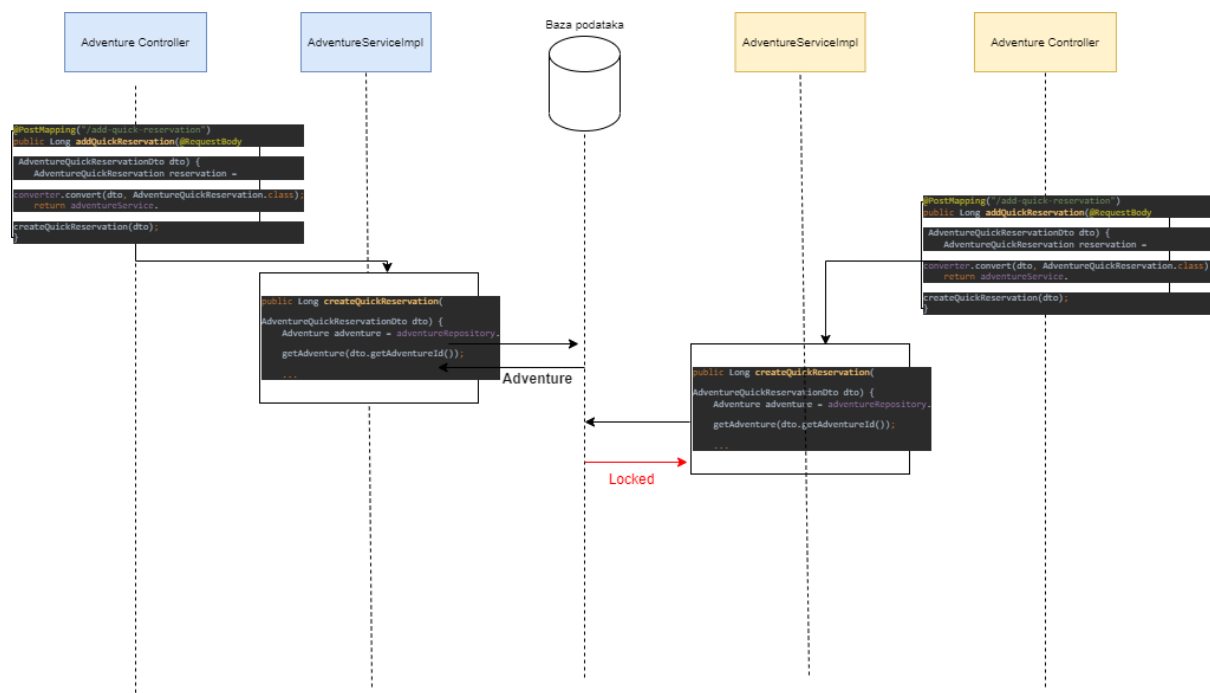 Adventure Controller
AdventureServiceImpl
Baza podataka
AdventureServiceImpl
Adventure Controller
@PostMapping("/add-quick-reservation")
public Long addQuickReservation(@RequestBody
AdventureQuickReservationDto dto) {
AdventureQuickReservation reservation =
converter.convert(dto, AdventureQuickReservation.class);
return adventureService.
createQuickReservation(dto);
}
public Long createQuickReservation(
AdventureQuickReservationDto dto) {
Adventure adventure = adventureRepository.
getAdventure(dto.getAdventureId());
...
Adventure
@PostMapping("/add-quick-reservation")
public Long addQuickReservation(@RequestBody
AdventureQuickReservationDto dto) {
AdventureQuickReservation reservation =
converter.convert(dto, AdventureQuickReservation.class)
return adventureService.
createQuickReservation(dto);
}
public Long createQuickReservation(
AdventureQuickReservationDto dto) {
Adventure adventure = adventureRepository.
getAdventure(dto.getAdventureId());
...
Locked